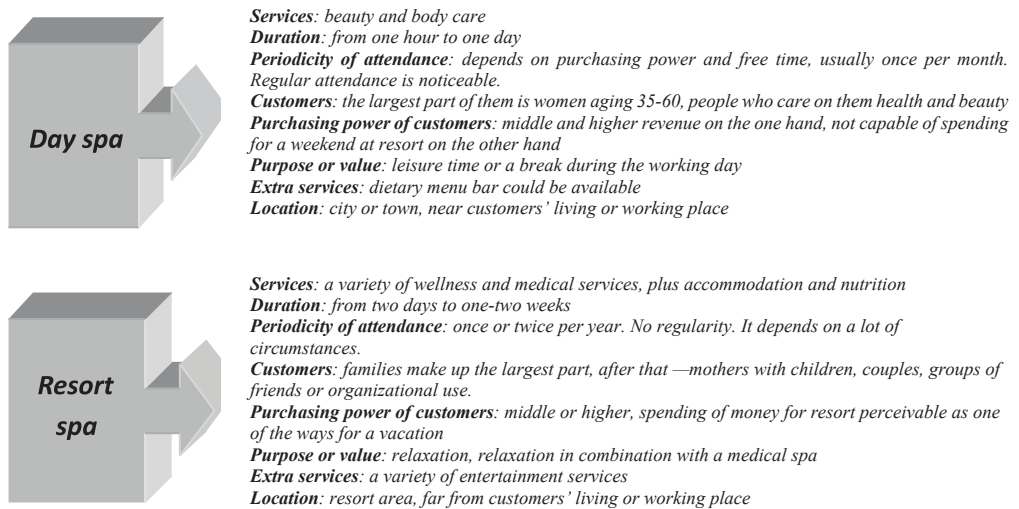 Day spa
Services: beauty and body care
Duration: from one hour to one day
Periodicity of attendance: depends on purchasing power and free time, usually once per month.
Regular attendance is noticeable.
Customers: the largest part of them is women aging 35-60, people who care on them health and beauty
Purchasing power of customers: middle and higher revenue on the one hand, not capable of spending
for a weekend at resort on the other hand
Purpose or value: leisure time or a break during the working day
Extra services: dietary menu bar could be available
Location: city or town, near customers' living or working place
Resort
spa
Services: a variety of wellness and medical services, plus accommodation and nutrition
Duration: from two days to one-two weeks
Periodicity of attendance: once or twice per year. No regularity. It depends on a lot of
circumstances.
Customers: families make up the largest part, after that —mothers with children, couples, groups of
friends or organizational use.
Purchasing power of customers: middle or higher, spending of money for resort perceivable as one
of the ways for a vacation
Purpose or value: relaxation, relaxation in combination with a medical spa
Extra services: a variety of entertainment services
Location: resort area, far from customers' living or working place